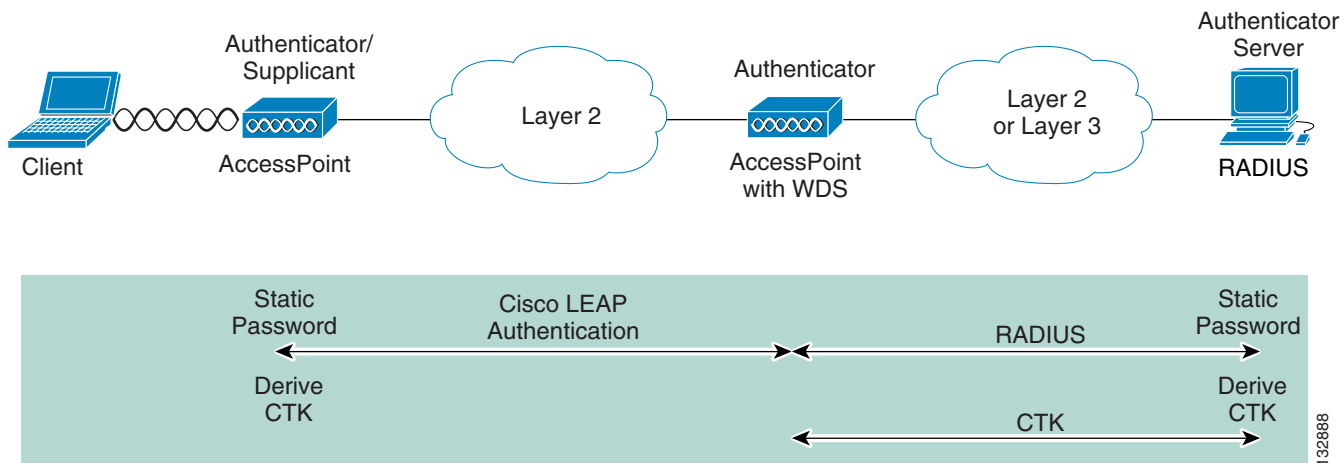 Authenticator/
Supplicant
Authenticator
Authenticator
Server
Layer 2
Layer 2
or Layer 3
Client
AccessPoint
AccessPoint
with WDS
RADIUS
Static
Password
Cisco LEAP
Authentication
RADIUS
Static
Password
Derive
CTK
CTK
Derive
CTK
132888